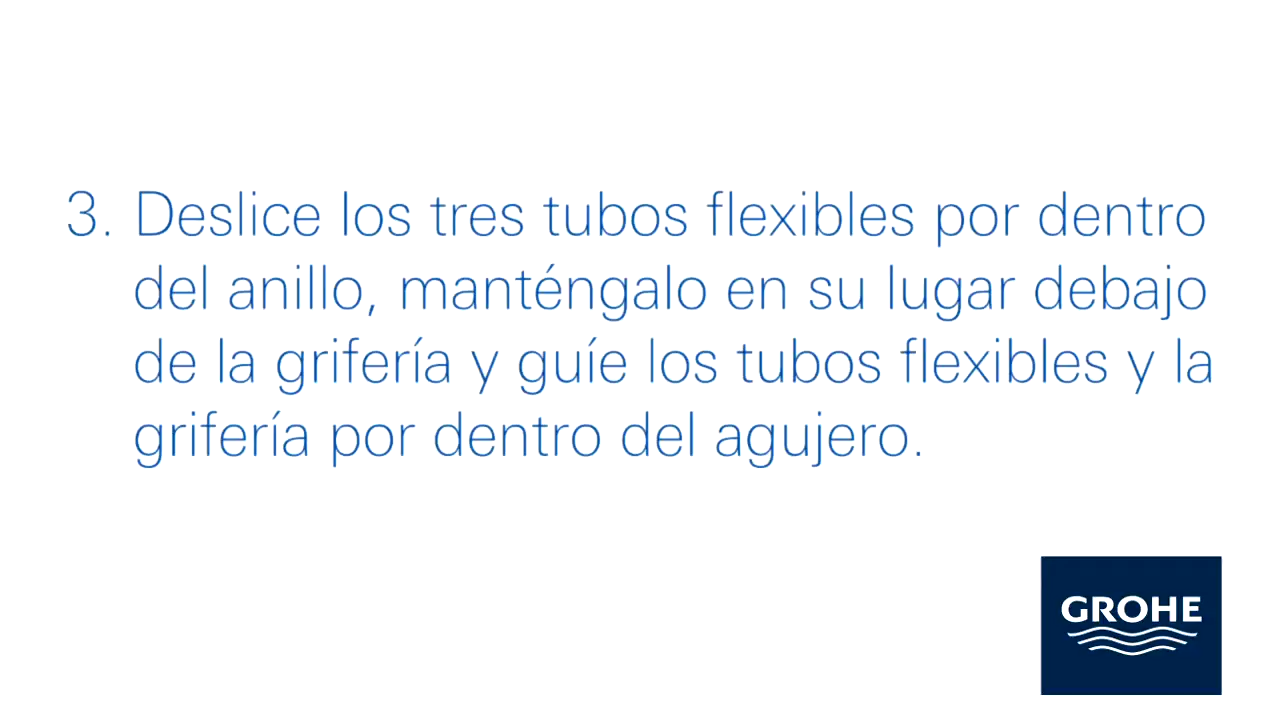 3. Deslice los tres tubos flexibles por dentro
del anillo, manténgalo en su lugar debajo
de la grifería y guíe los tubos flexibles y la
grifería por dentro del agujero.
GROHE